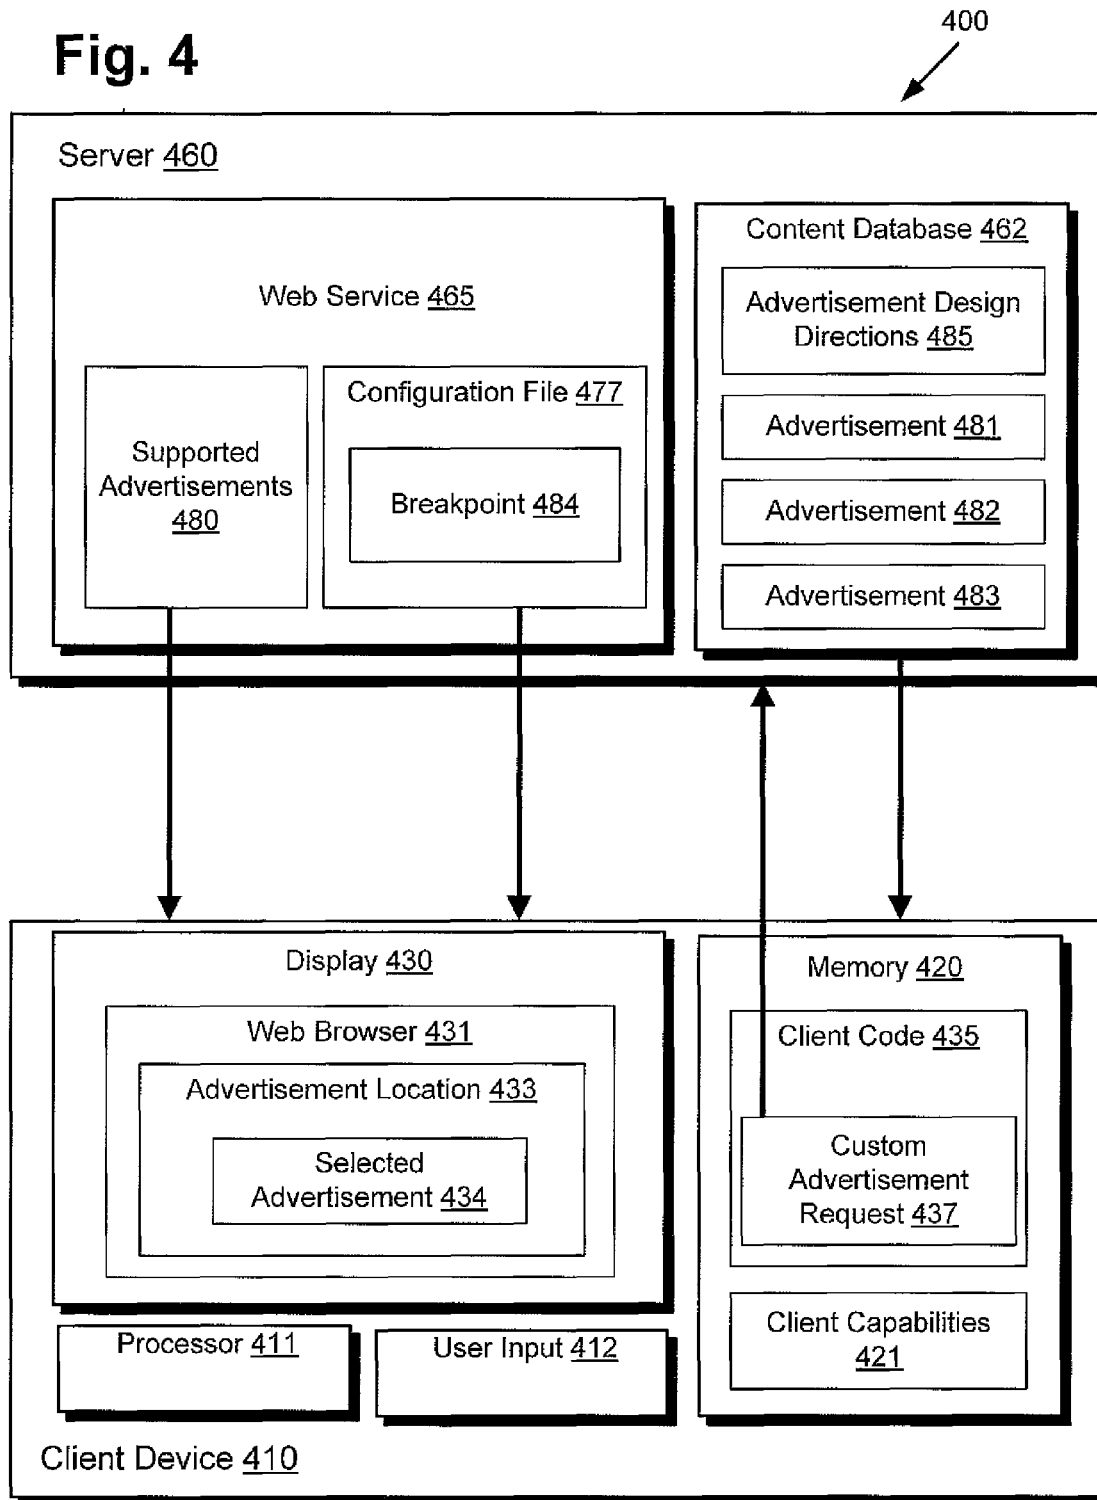 Fig. 4
400
Server 460
Web Service 465
Supported
Advertisements
480
Configuration File 477
Breakpoint 484
Content Database 462
Advertisement Design
Directions 485
Advertisement 481
Advertisement 482
Advertisement 483
Display 430
Web Browser 431
Advertisement Location 433
Selected
Advertisement 434
Memory 420
Client Code 435
Custom
Advertisement
Request 437
Client Capabilities
421
Processor 411
User Input 412
Client Device 410